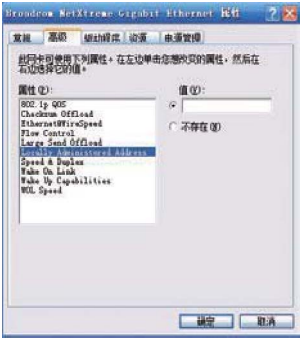 Broadcom NetXtreme Gigabit Ethernet 属性
常规 高级 驱动程序 资源 电源管理
此网卡可使用下列属性。在左边单击您想改变的属性，然后在
右边选择它的值。
属性(P):
值(V):
802.1p QOS
Checksum Offload
Ethernet@WireSpeed
Flow Control
Large Send Offload
Locally Administered Address
Speed & Duplex
Wake On Link
Wake Up Capabilities
WOL Speed
不存在(N)
确定 取消